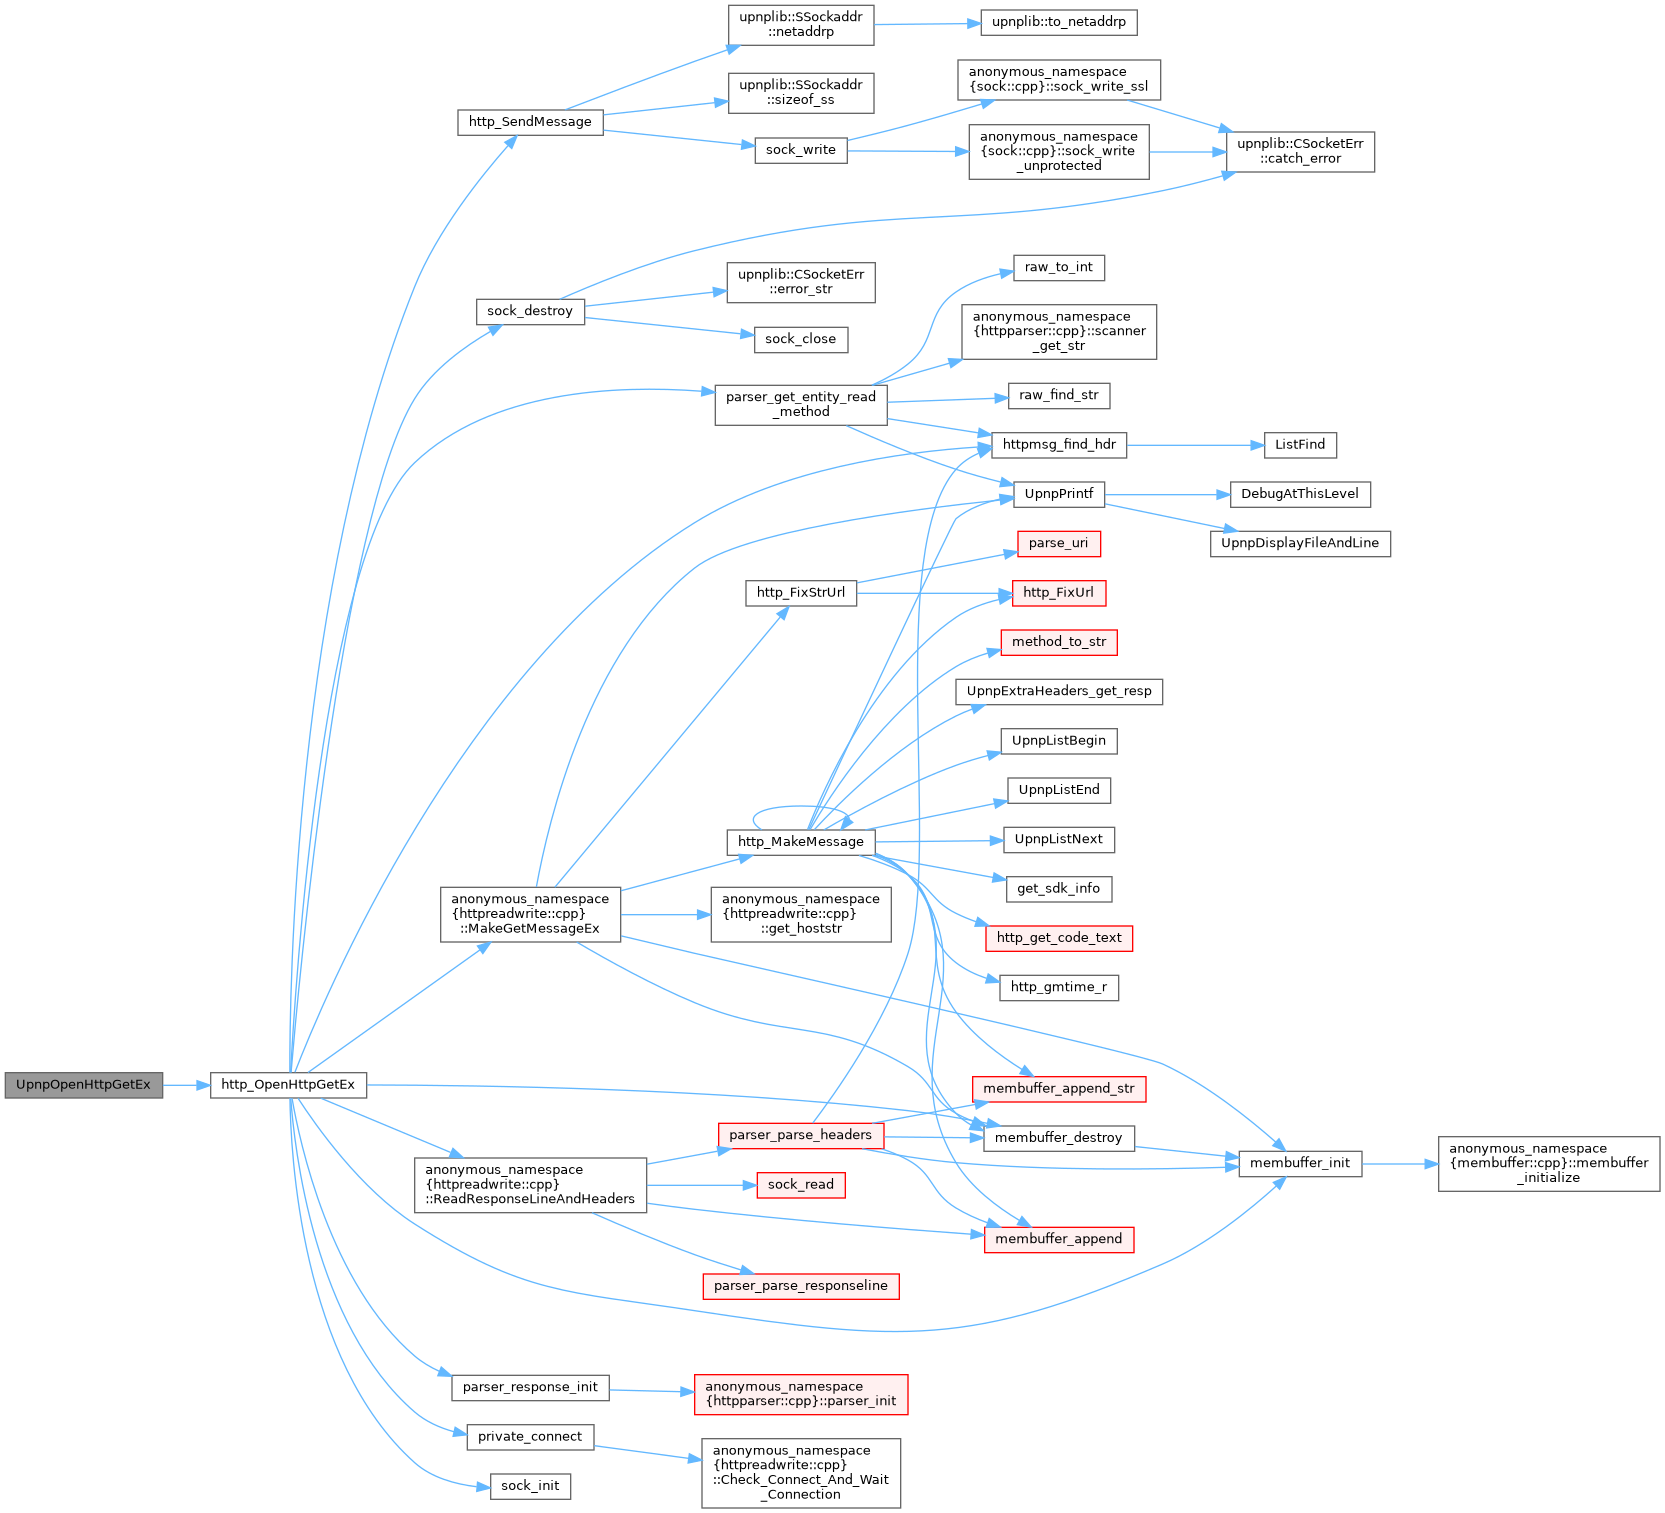 upnplib::SSockaddr
::netaddrp
upnplib::to_netaddrp
upnplib::SSockaddr
::sizeof_ss
anonymous_namespace
{sock::cpp}::sock_write_ssl
http_SendMessage
sock_write
anonymous_namespace
{sock::cpp}::sock_write
_unprotected
upnplib::CSocketErr
::catch_error
raw_to_int
upnplib::CSocketErr
::error_str
sock_destroy
sock_close
anonymous_namespace
{httpparser::cpp}::scanner
_get_str
parser_get_entity_read
_method
raw_find_str
httpmsg_find_hdr
ListFind
UpnpPrintf
DebugAtThisLevel
UpnpDisplayFileAndLine
parse_uri
http_FixStrUrl
http_FixUrl
method_to_str
UpnpExtraHeaders_get_resp
UpnpListBegin
UpnpListEnd
http_MakeMessage
UpnpListNext
get_sdk_info
anonymous_namespace
{httpreadwrite::cpp}
::MakeGetMessageEx
anonymous_namespace
{httpreadwrite::cpp}
::get_hoststr
http_get_code_text
http_gmtime_r
UpnpOpenHttpGetEx
http_OpenHttpGetEx
membuffer_append_str
parser_parse_headers
membuffer_destroy
membuffer_init
anonymous_namespace
{membuffer::cpp}::membuffer
_initialize
anonymous_namespace
{httpreadwrite::cpp}
::ReadResponseLineAndHeaders
sock_read
membuffer_append
parser_parse_responseline
parser_response_init
anonymous_namespace
{httpparser::cpp}::parser_init
private_connect
anonymous_namespace
{httpreadwrite::cpp}
::Check_Connect_And_Wait
_Connection
sock_init